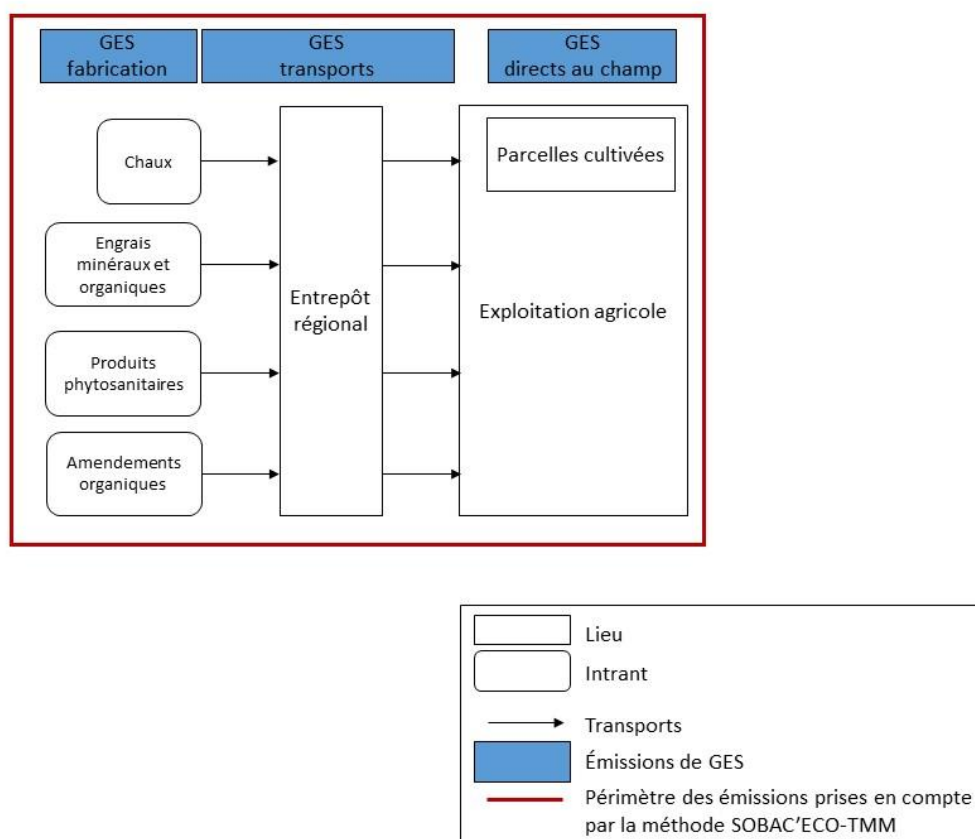 GES
fabrication
GES
transports
GES
directs au champ
Chaux
Engrais
minéraux et
organiques
Produits
phytosanitaires
Amendements
organiques
Entrepôt
régional
Parcelles cultivées
Exploitation agricole
Lieu
Intrant
Transports
Émissions de GES
Périmètre des émissions prises en compte
par la méthode SOBAC’ECO-TMM